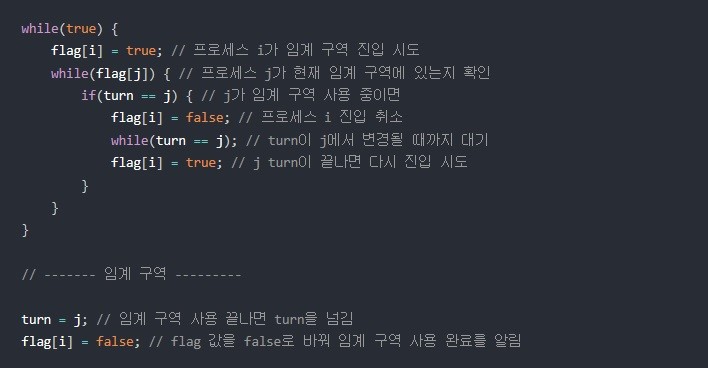 while(true) {
    flag[i] = true; // 프로세스 i가 임계 구역 진입 시도
    while(flag[j]) { // 프로세스 j가 현재 임계 구역에 있는지 확인
        if(turn == j) { // j가 임계 구역 사용 중이면
            flag[i] = false; // 프로세스 i 진입 취소
            while(turn == j); // turn이 j에서 변경될 때까지 대기
            flag[i] = true; // j turn이 끝나면 다시 진입 시도
        }
    }
}
// ------- 임계 구역 ---------
turn = j; // 임계 구역 사용 끝나면 turn을 넘김
flag[i] = false; // flag 값을 false로 바꿔 임계 구역 사용 완료를 알림